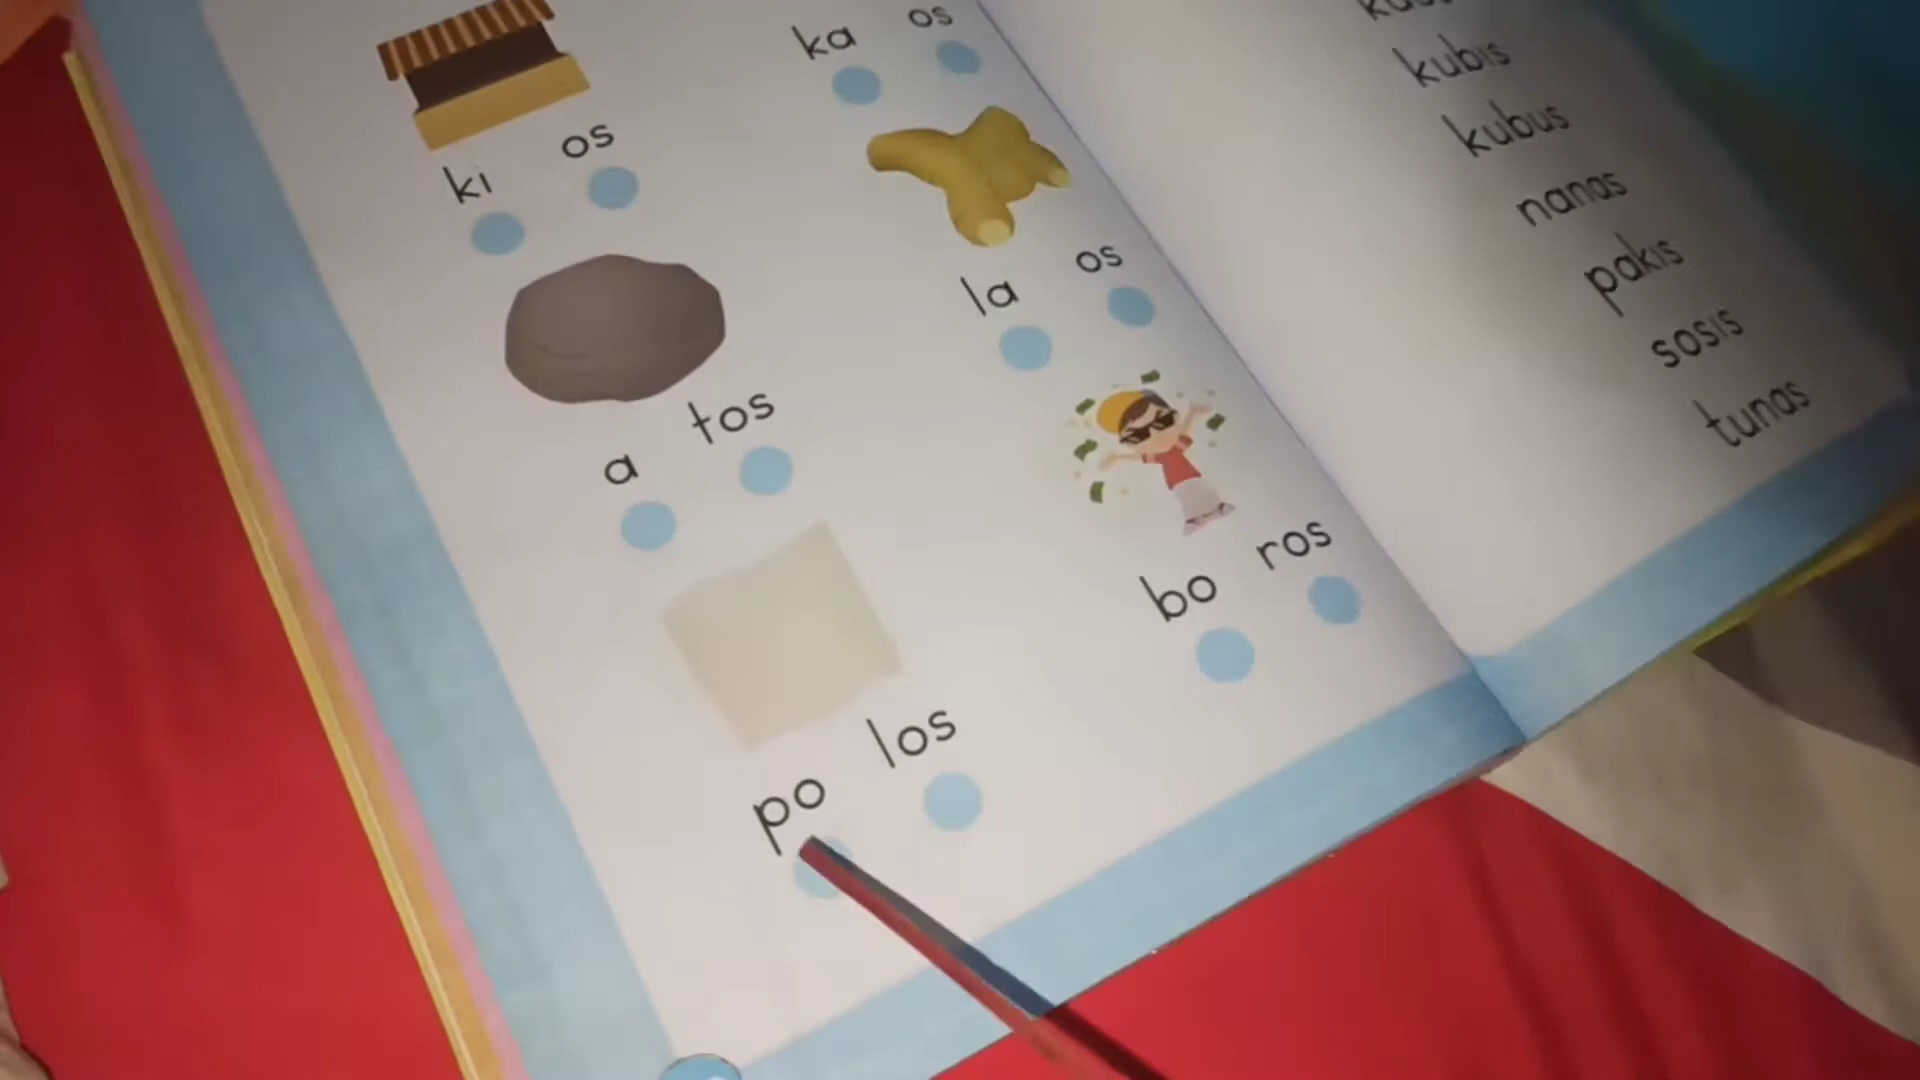 ki os
a tos
po los
ka os
la os
bo ros
kubis
kubus
nanas
pakis
sosis
tunas